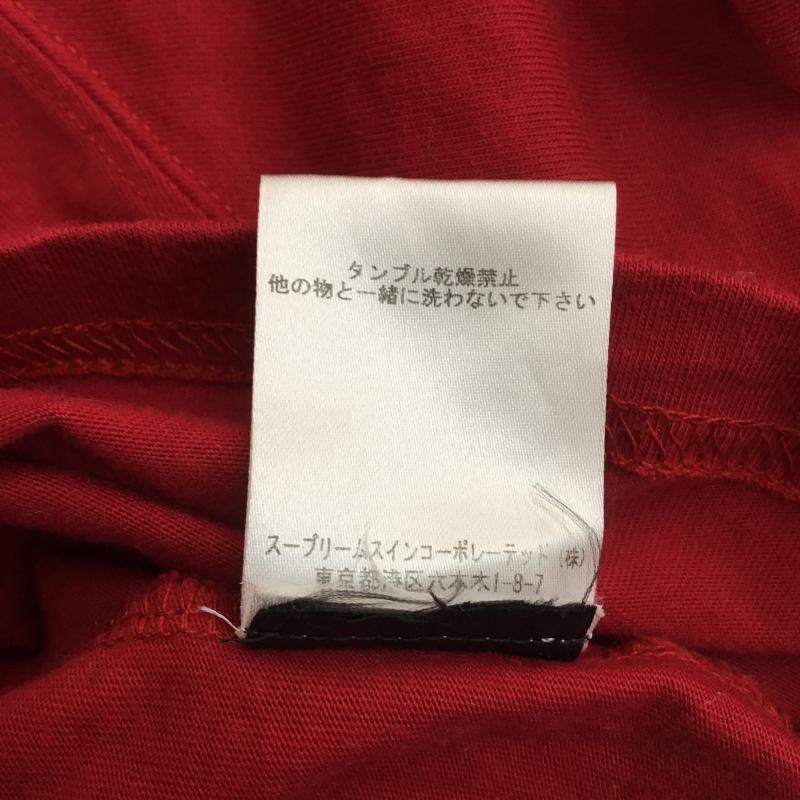 タンブル乾燥禁止
他の物と一緒に洗わないで下さい
スープリームスインコーポレーテッド(株)
東京都港区六本木1-8-7